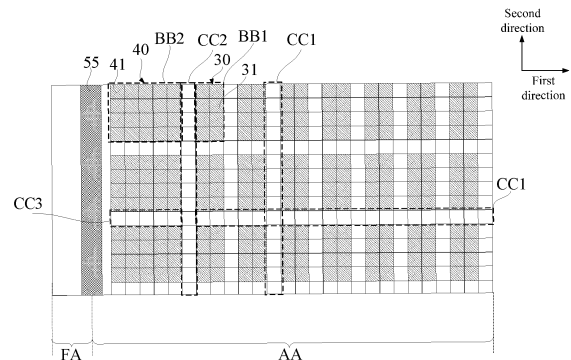 Second
direction
First
direction
BB2 CC2 BB1 CC1
55 41 40 30 31
CC3
CC1
FA AA